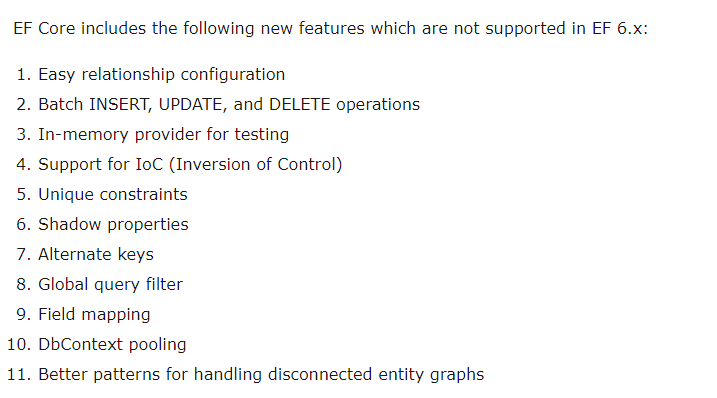 EF Core includes the following new features which are not supported in EF 6.x:
1. Easy relationship configuration
2. Batch INSERT, UPDATE, and DELETE operations
3. In-memory provider for testing
4. Support for IoC (Inversion of Control)
5. Unique constraints
6. Shadow properties
7. Alternate keys
8. Global query filter
9. Field mapping
10. DbContext pooling
11. Better patterns for handling disconnected entity graphs